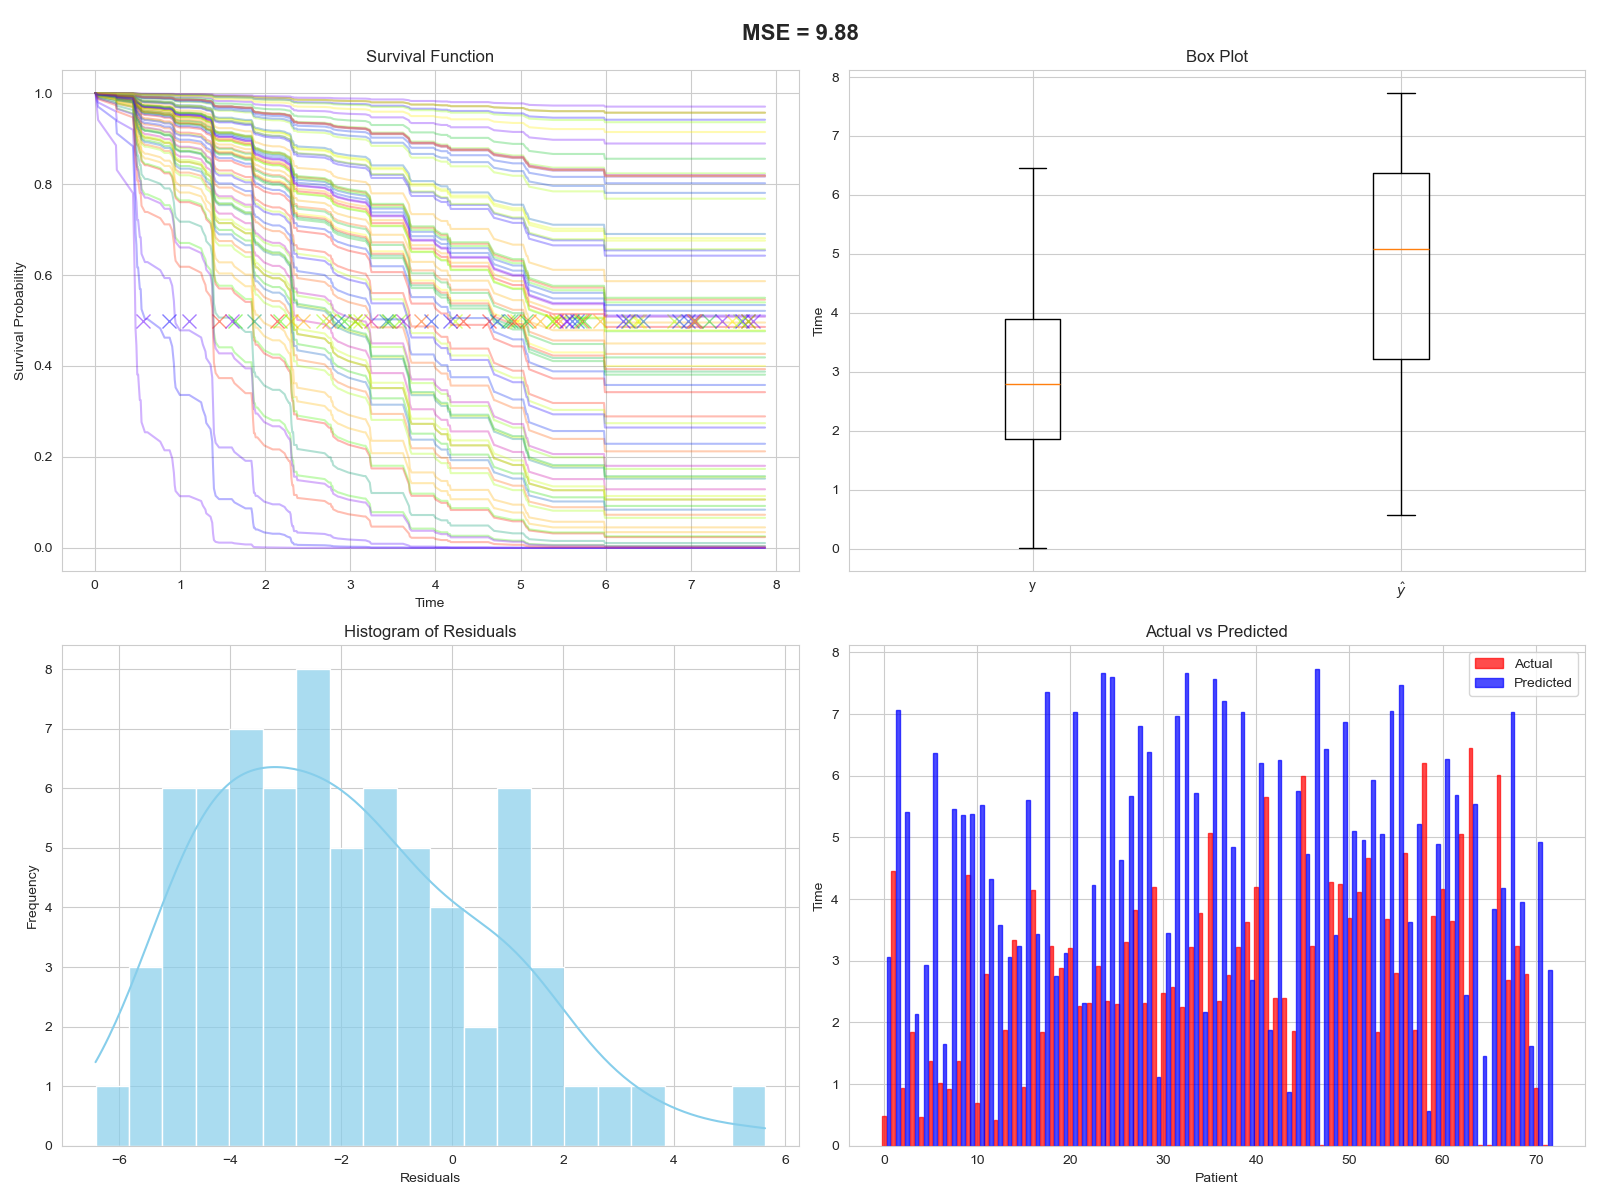 MSE = 9.88
Survival Function
Survival Probability
1.0
0.8
0.6
0.4
0.2
0.0
0 1 2 3 4 5 6 7 8
Time
Box Plot
Time
8
7
6
5
4
3
2
1
0
y ŷ
Histogram of Residuals
Frequency
8
7
6
5
4
3
2
1
0
−6 −4 −2 0 2 4 6
Residuals
Actual vs Predicted
Actual
Predicted
Time
8
7
6
5
4
3
2
1
0
0 10 20 30 40 50 60 70
Patient